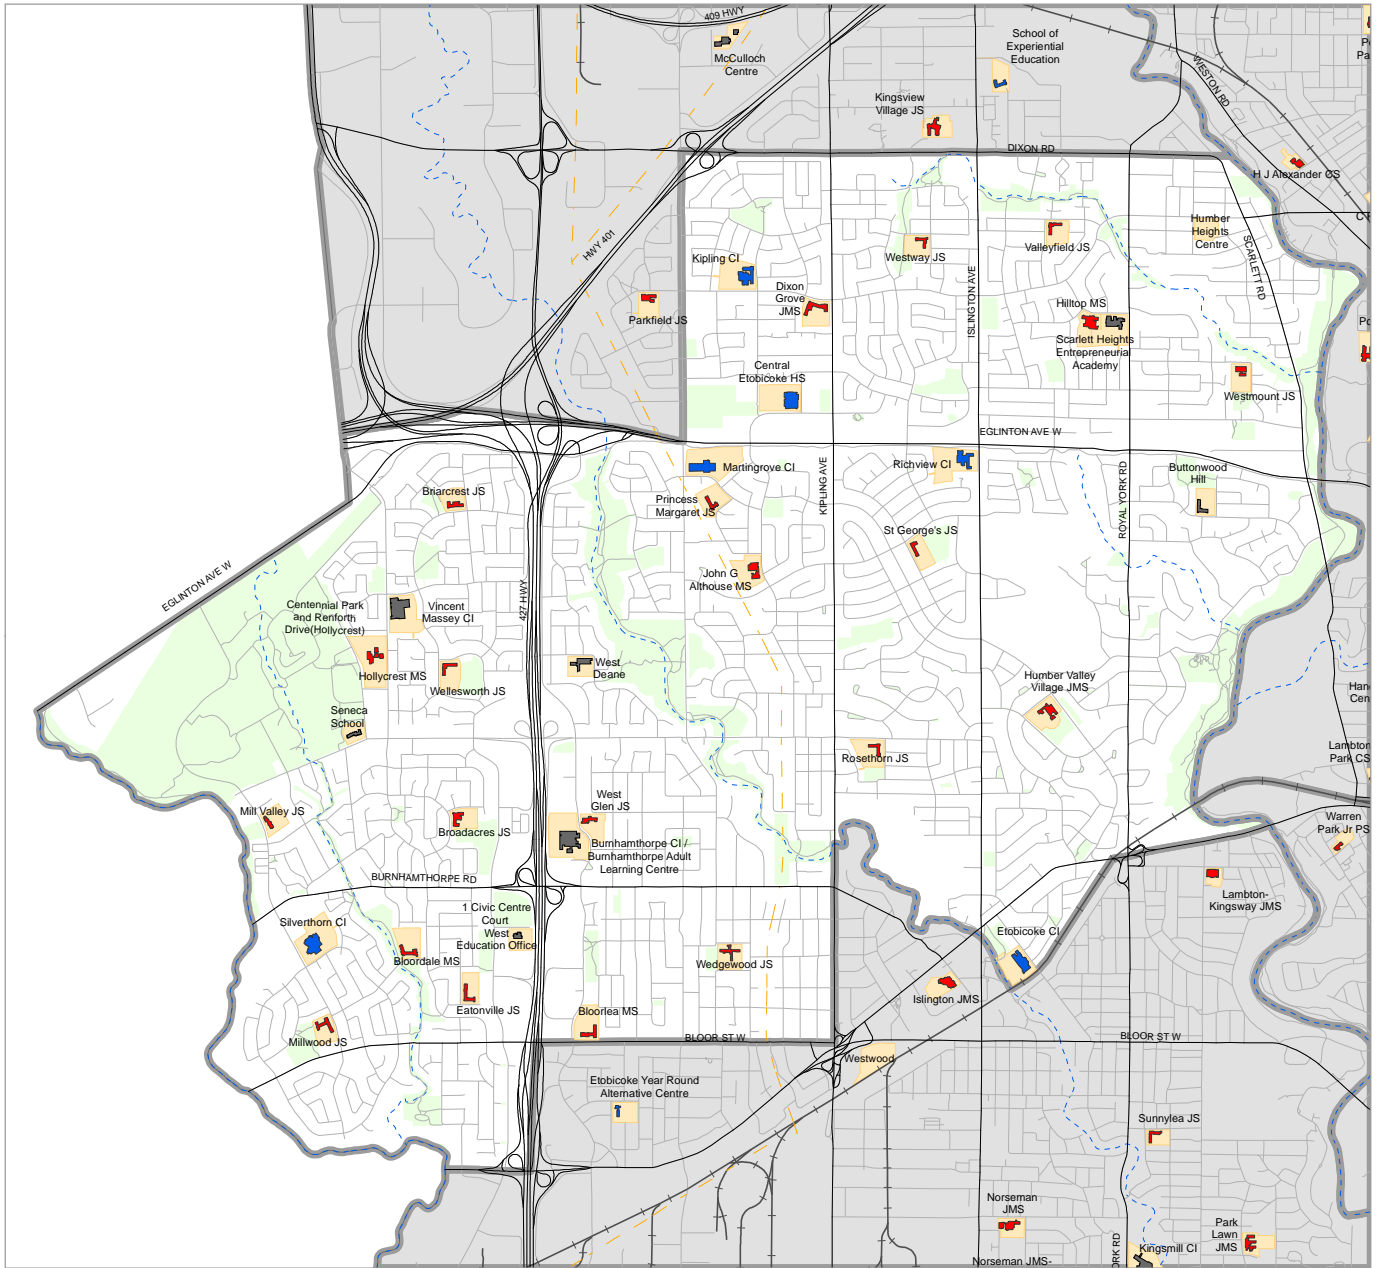 409 HWY
McCulloch
Centre
School of
Experiential
Education
WESTON RD
Kingsview
Village JS
DIXON RD
H J Alexander CS
Humber
Heights
Centre
Valleyfield JS
Westway JS
HWY 401
Kipling CI
Dixon
Grove
JMS
Parkfield JS
ISLINGTON AVE
SCARLETT RD
Hilltop MS
Scarlett Heights
Entrepreneurial
Academy
Central
Etobicoke HS
Westmount JS
EGLINTON AVE W
Martingrove CI
Richview CI
KIPLING AVE
ROYAL YORK RD
Buttonwood
Hill
Briarcrest JS
Princess
Margaret JS
St George's JS
John G
Althouse MS
EGLINTON AVE W
427 HWY
Centennial Park
and Renforth
Drive(Hollycrest)
Vincent
Massey CI
Hollycrest MS
Wellesworth JS
West
Deane
Seneca
School
Humber Valley
Village JMS
Rosethorn JS
Lambton
Park CS
Mill Valley JS
Broadacres JS
West
Glen JS
Burnhamthorpe CI /
Burnhamthorpe Adult
Learning Centre
Warren
Park Jr PS
BURNHAMTHORPE RD
Lambton-
Kingsway JMS
1 Civic Centre
Court
West
Education Office
Silverthorn CI
Bloordale MS
Etobicoke CI
Wedgewood JS
Islington JMS
Eatonville JS
Bloorlea MS
Millwood JS
BLOOR ST W
BLOOR ST W
Westwood
Etobicoke Year Round
Alternative Centre
Sunnylea JS
Norseman
JMS
Park
Lawn
JMS
Kingsmill CI
Norseman JMS-
ORK RD